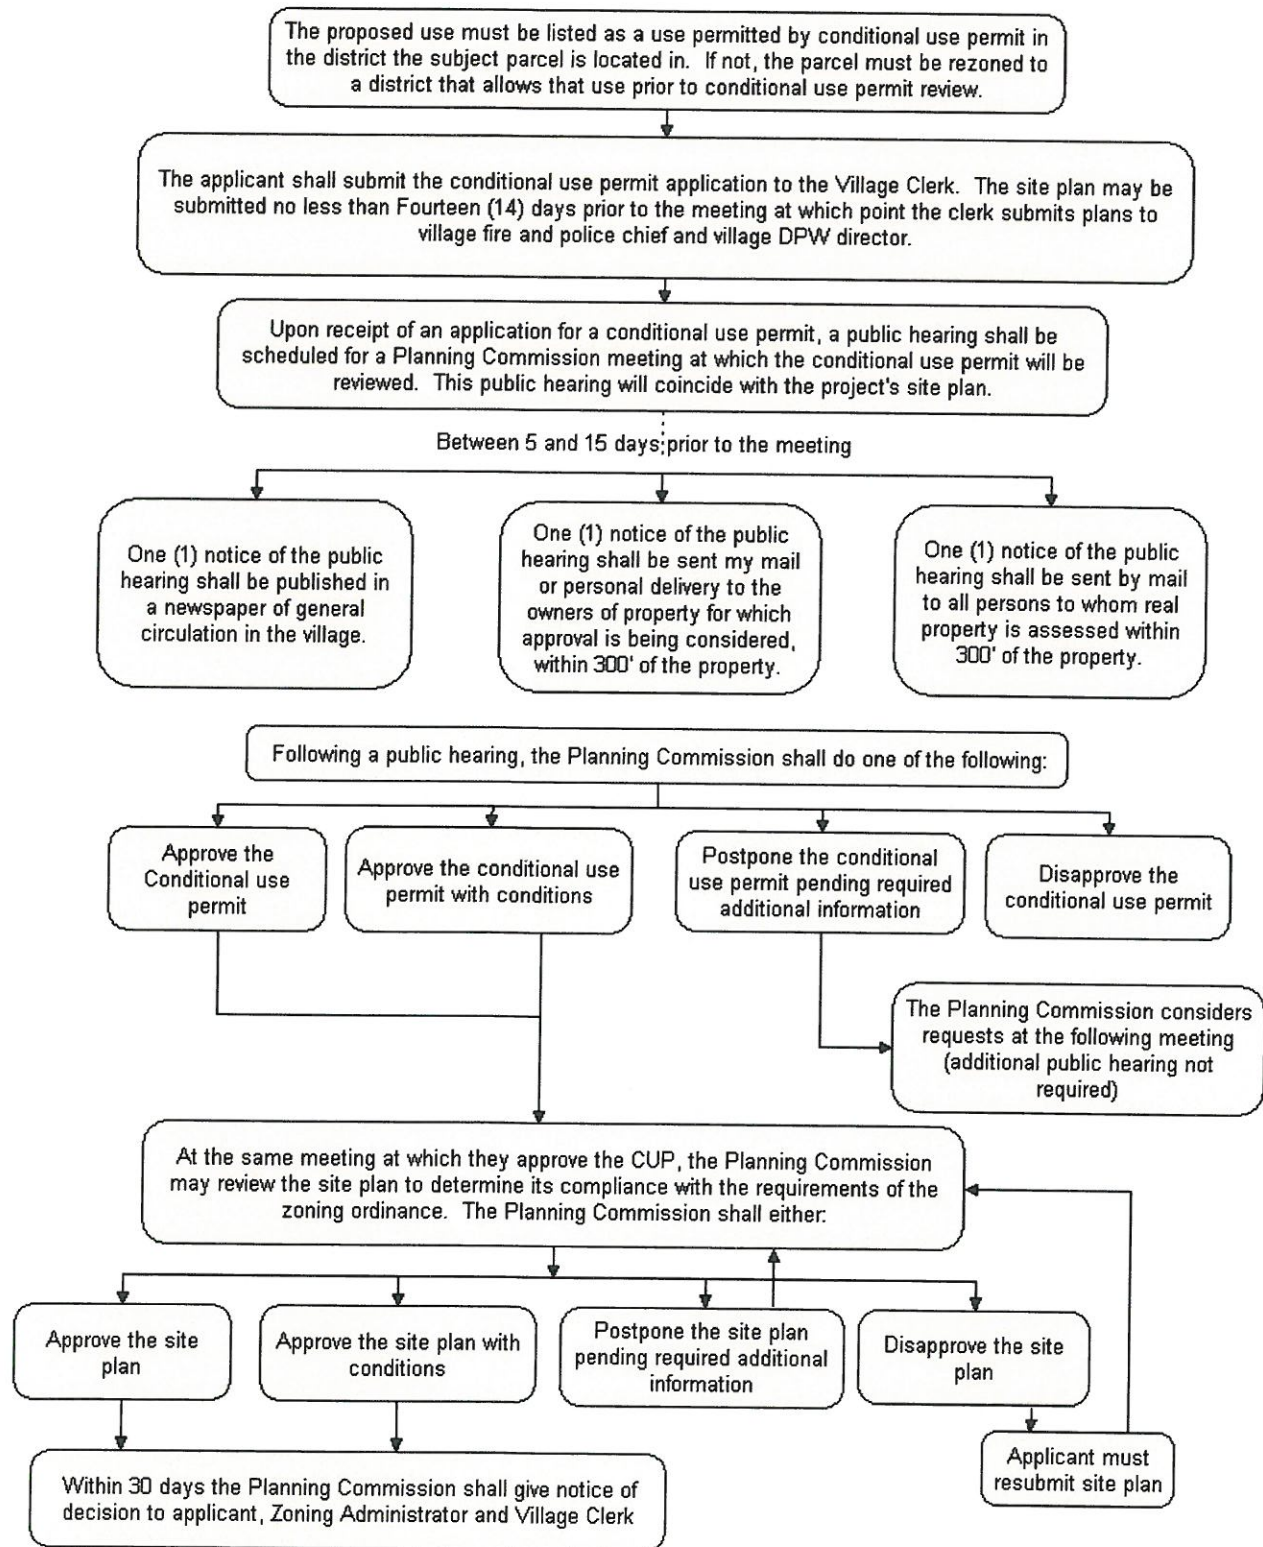 The proposed use must be listed as a use permitted by conditional use permit in
the district the subject parcel is located in. If not, the parcel must be rezoned to
a district that allows that use prior to conditional use permit review.
The applicant shall submit the conditional use permit application to the Village Clerk. The site plan may be
submitted no less than Fourteen (14) days prior to the meeting at which point the clerk submits plans to
village fire and police chief and village DPW director.
Upon receipt of an application for a conditional use permit, a public hearing shall be
scheduled for a Planning Commission meeting at which the conditional use permit will be
reviewed. This public hearing will coincide with the project's site plan.
Between 5 and 15 days prior to the meeting
One (1) notice of the public
hearing shall be published in
a newspaper of general
circulation in the village.
One (1) notice of the public
hearing shall be sent my mail
or personal delivery to the
owners of property for which
approval is being considered,
within 300' of the property.
One (1) notice of the public
hearing shall be sent by mail
to all persons to whom real
property is assessed within
300' of the property.
Following a public hearing, the Planning Commission shall do one of the following:
Approve the
Conditional use
permit
Approve the conditional use
permit with conditions
Postpone the conditional
use permit pending required
additional information
Disapprove the
conditional use permit
The Planning Commission considers
requests at the following meeting
(additional public hearing not
required)
At the same meeting at which they approve the CUP, the Planning Commission
may review the site plan to determine its compliance with the requirements of the
zoning ordinance. The Planning Commission shall either:
Approve the site
plan
Approve the site plan with
conditions
Postpone the site plan
pending required additional
information
Disapprove the site
plan
Applicant must
resubmit site plan
Within 30 days the Planning Commission shall give notice of
decision to applicant, Zoning Administrator and Village Clerk